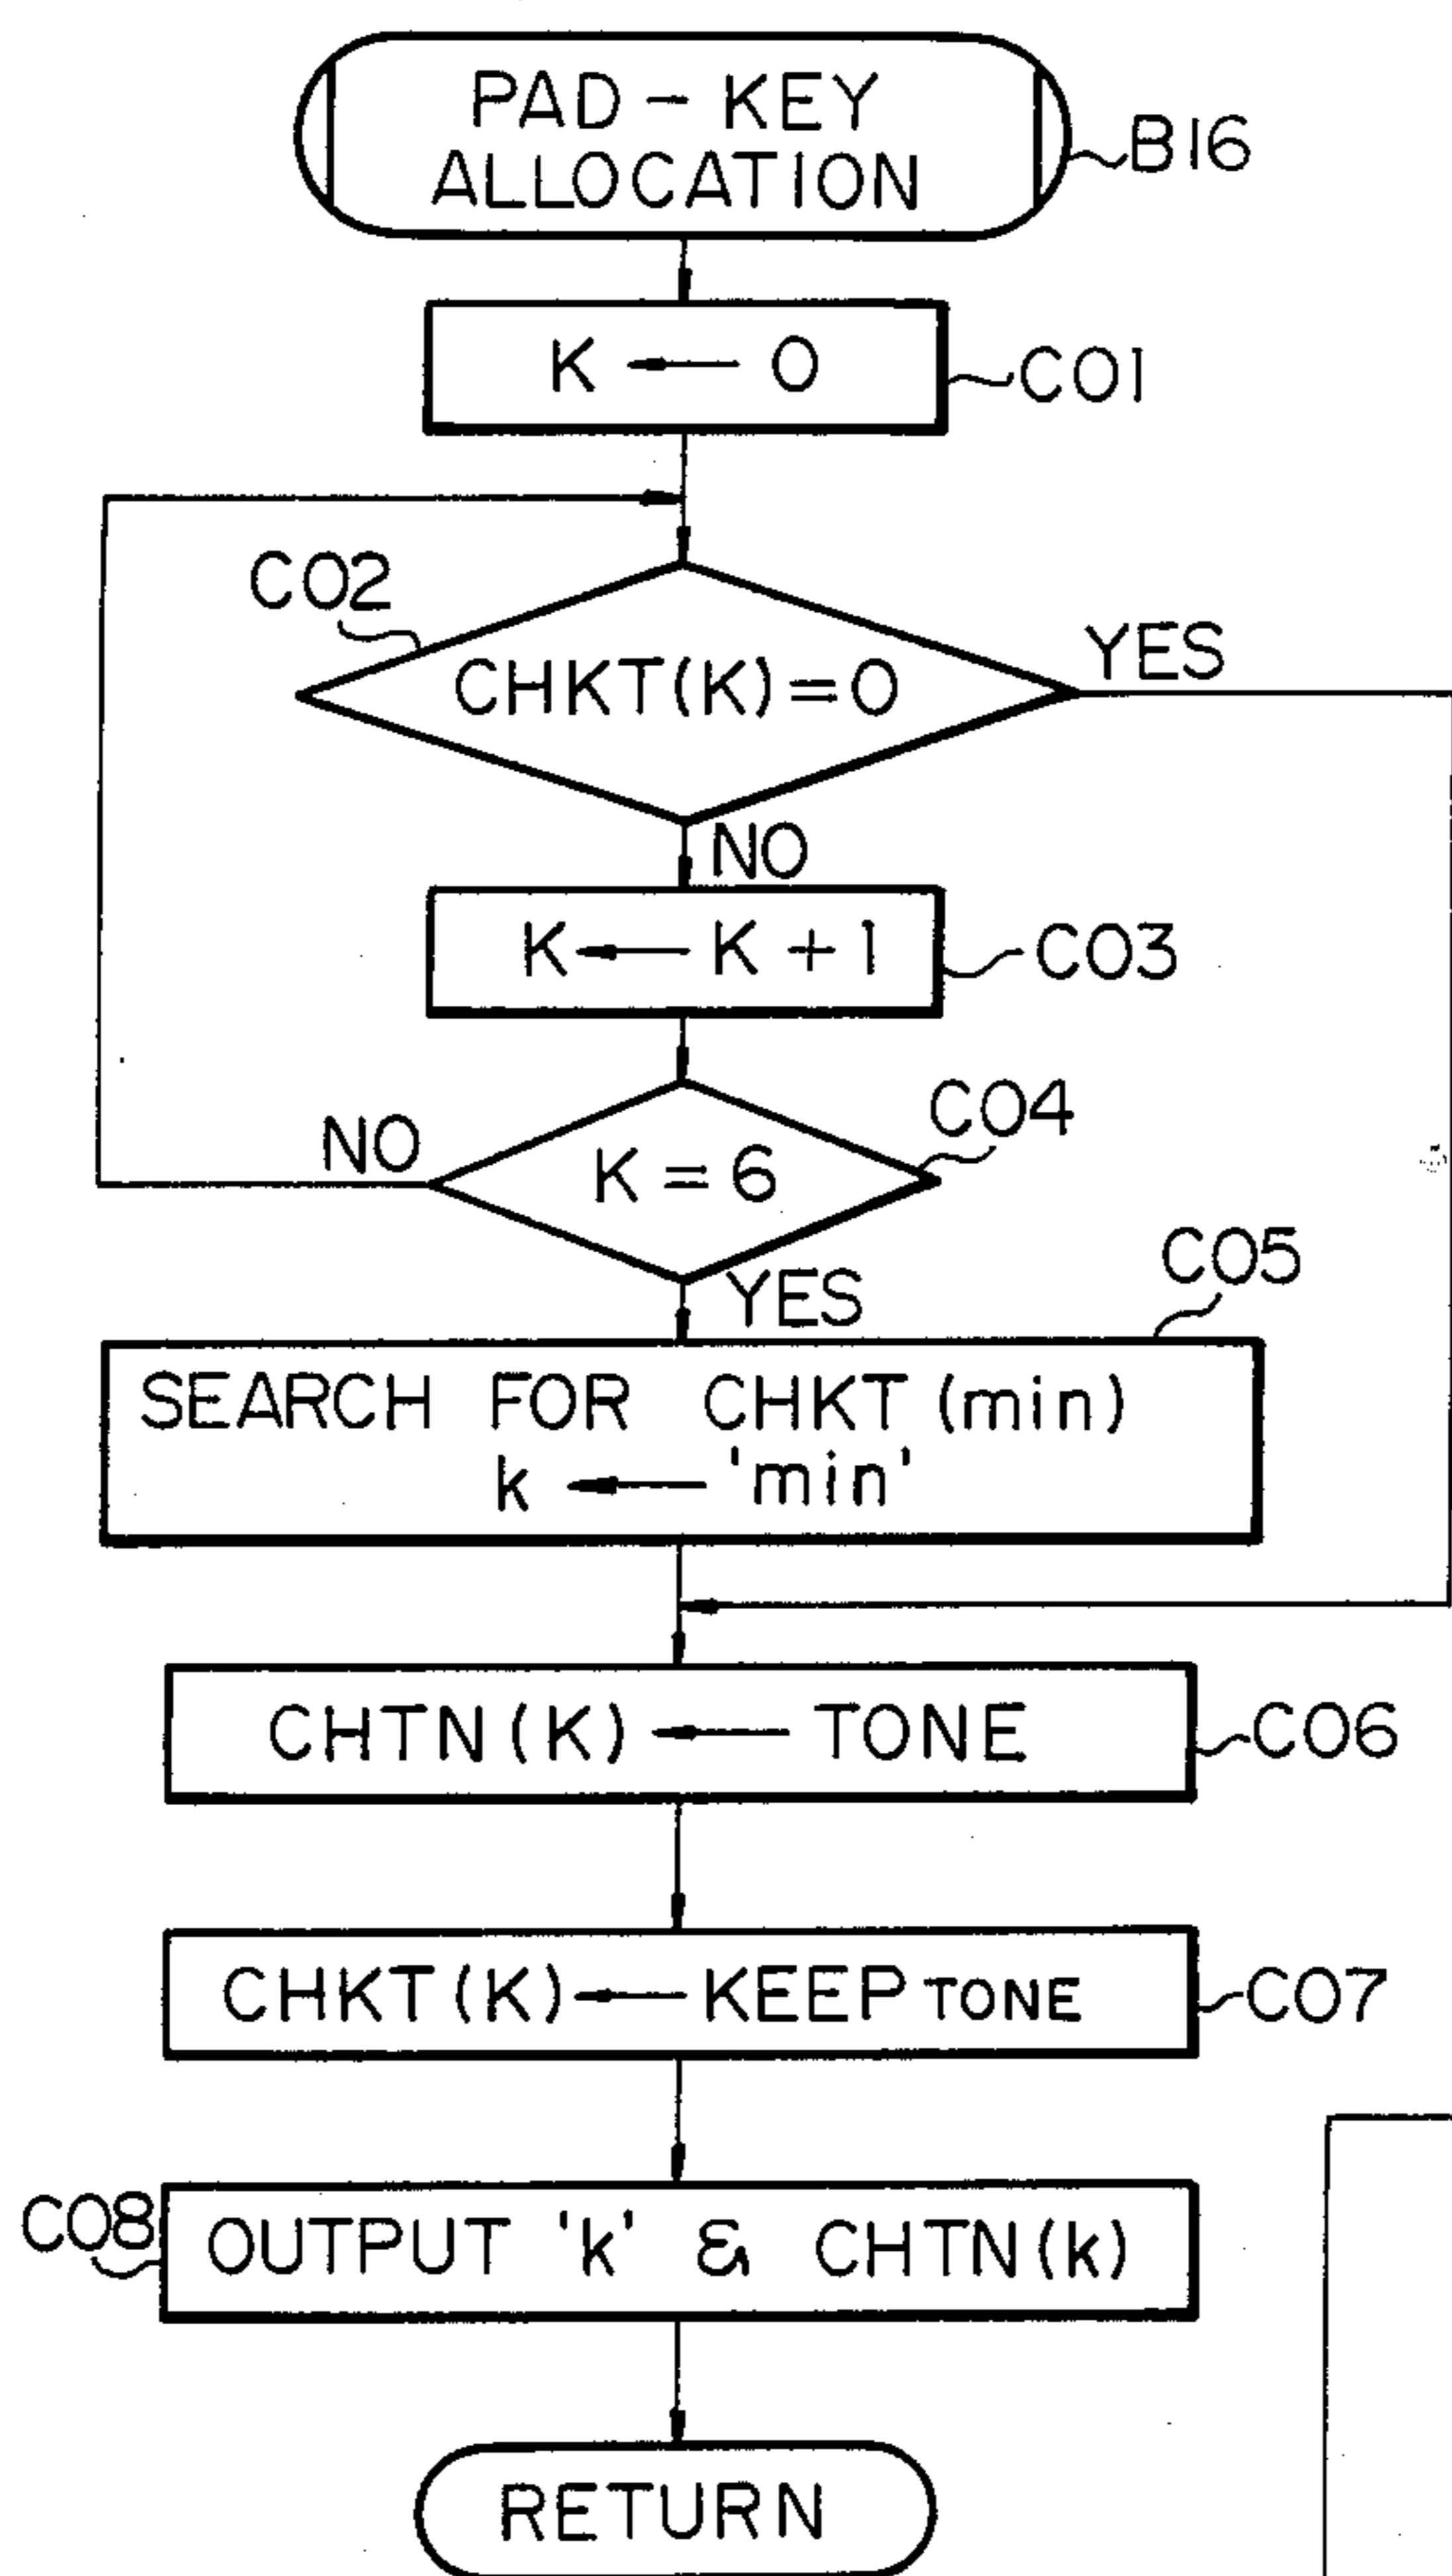 PAD-KEY
ALLOCATION
B16
K ← 0
C01
C02
CHKT(K)=0
YES
NO
K ← K + 1
C03
C04
NO
K = 6
YES
C05
SEARCH FOR CHKT (min)
k ← 'min'
CHTN (K) ← TONE
C06
CHKT (K) ← KEEP TONE
C07
C08
OUTPUT 'k' & CHTN(k)
RETURN